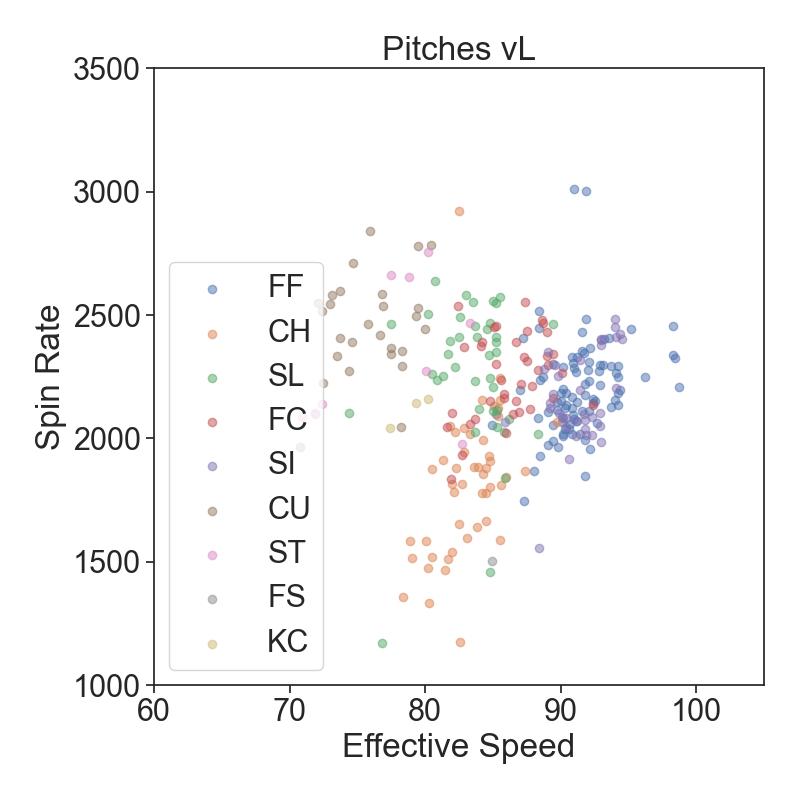 Pitches vL
3500
3000
2500
2000
1500
1000
Spin Rate
FF
CH
SL
FC
SI
CU
ST
FS
KC
60 70 80 90 100
Effective Speed